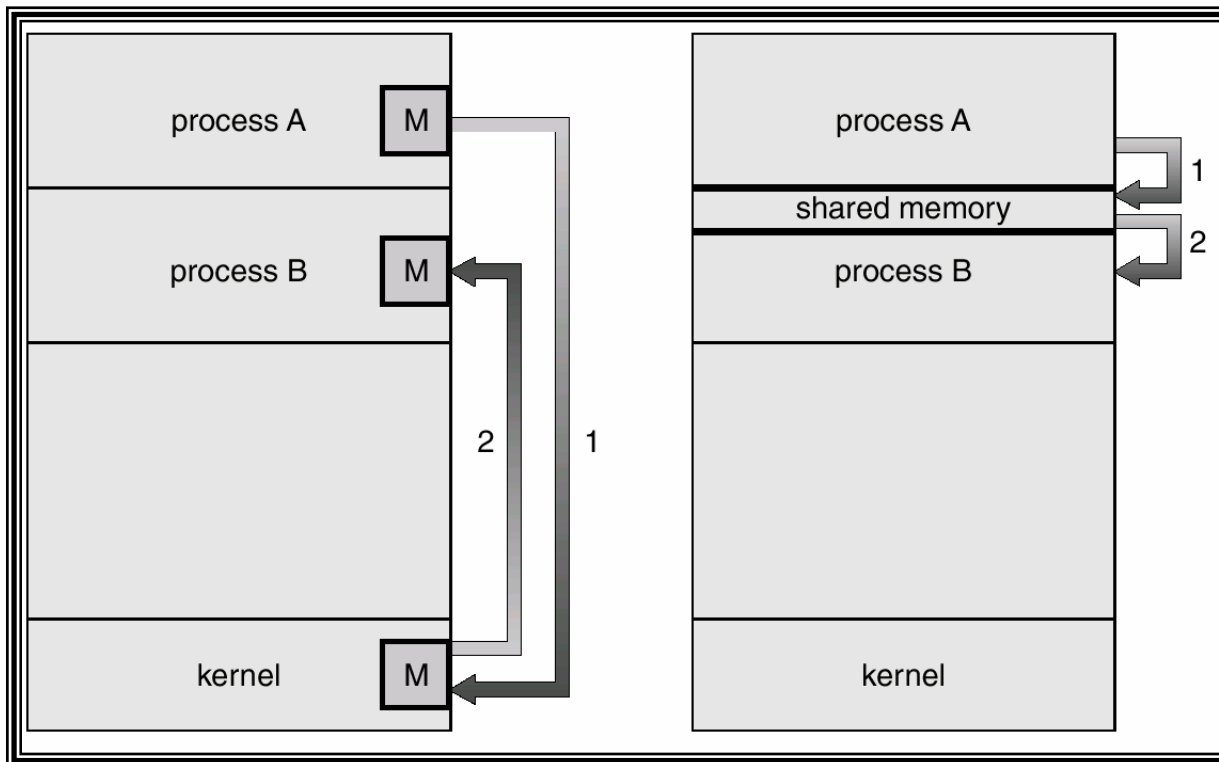 process A
M
process B
M
2
1
kernel
M
process A
1
shared memory
2
process B
kernel